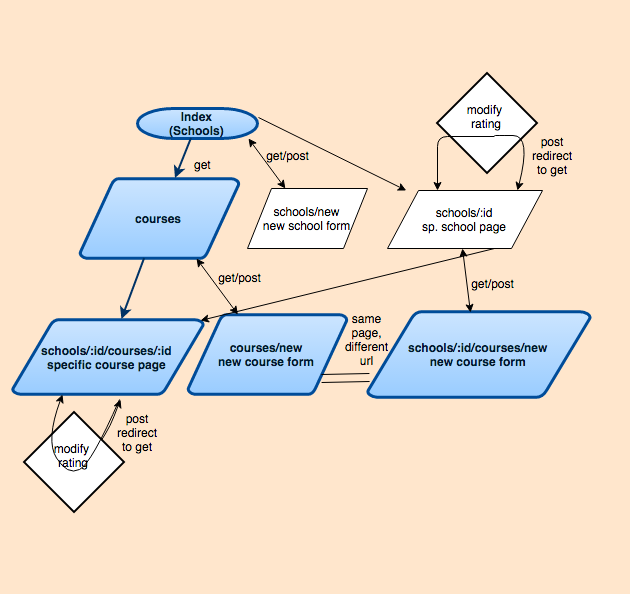 Index
(Schools)
modify
rating
post
redirect
to get
get/post
get
courses
schools/new
new school form
schools/:id
sp. school page
get/post
get/post
schools/:id/courses/:id
specific course page
courses/new
new course form
same
page,
different
url
schools/:id/courses/new
new course form
post
redirect
to get
modify
rating